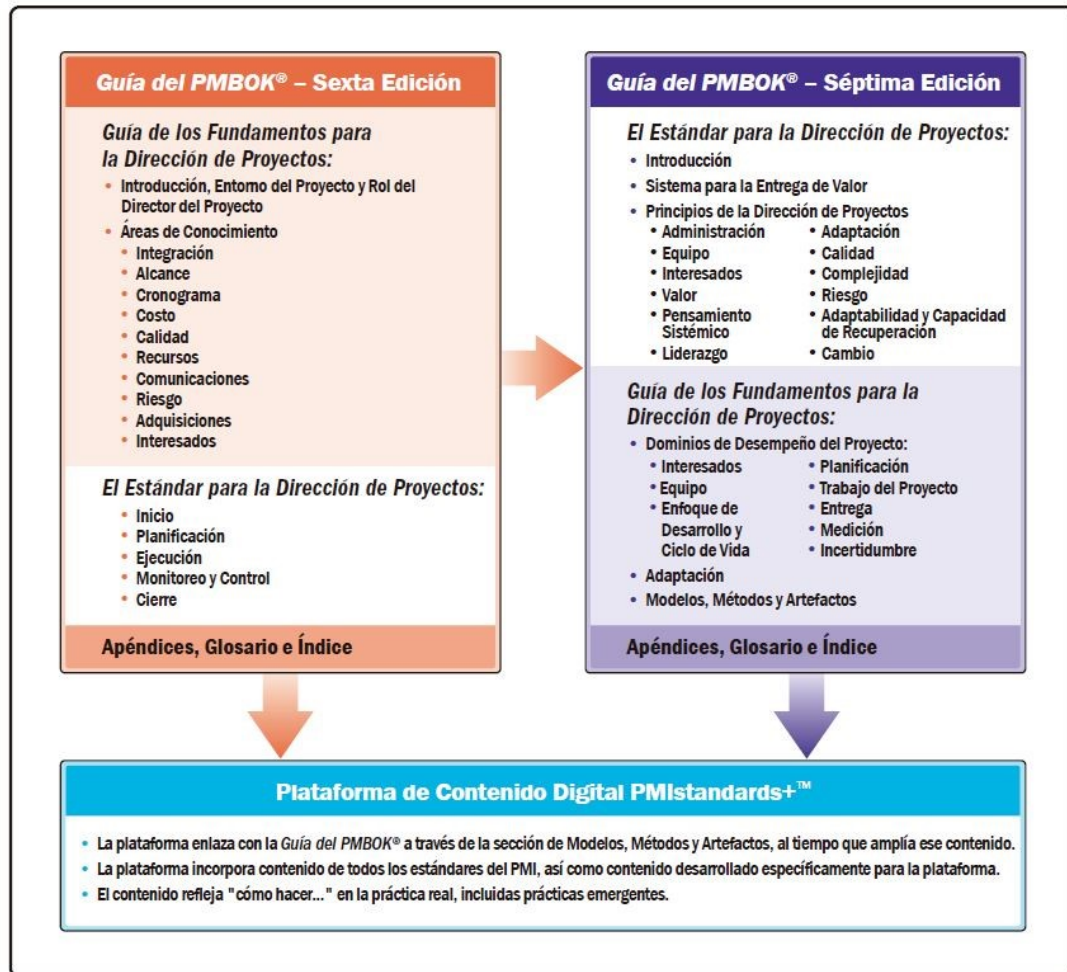 Guía del PMBOK® – Sexta Edición
Guía de los Fundamentos para
la Dirección de Proyectos:
• Introducción, Entorno del Proyecto y Rol del
Director del Proyecto
• Áreas de Conocimiento
• Integración
• Alcance
• Cronograma
• Costo
• Calidad
• Recursos
• Comunicaciones
• Riesgo
• Adquisiciones
• Interesados
El Estándar para la Dirección de Proyectos:
• Inicio
• Planificación
• Ejecución
• Monitoreo y Control
• Cierre
Apéndices, Glosario e Índice
Guía del PMBOK® – Séptima Edición
El Estándar para la Dirección de Proyectos:
• Introducción
• Sistema para la Entrega de Valor
• Principios de la Dirección de Proyectos
• Administración
• Equipo
• Interesados
• Valor
• Pensamiento
Sistémico
• Liderazgo
• Adaptación
• Calidad
• Complejidad
• Riesgo
• Adaptabilidad y Capacidad
de Recuperación
• Cambio
Guía de los Fundamentos para la
Dirección de Proyectos:
• Dominios de Desempeño del Proyecto:
• Interesados
• Equipo
• Enfoque de
Desarrollo y
Ciclo de Vida
• Planificación
• Trabajo del Proyecto
• Entrega
• Medición
• Incertidumbre
• Adaptación
• Modelos, Métodos y Artefactos
Apéndices, Glosario e Índice
Plataforma de Contenido Digital PMIstandards+™
• La plataforma enlaza con la Guía del PMBOK® a través de la sección de Modelos, Métodos y Artefactos, al tiempo que amplía ese contenido.
• La plataforma incorpora contenido de todos los estándares del PMI, así como contenido desarrollado específicamente para la plataforma.
• El contenido refleja "cómo hacer..." en la práctica real, incluidas prácticas emergentes.